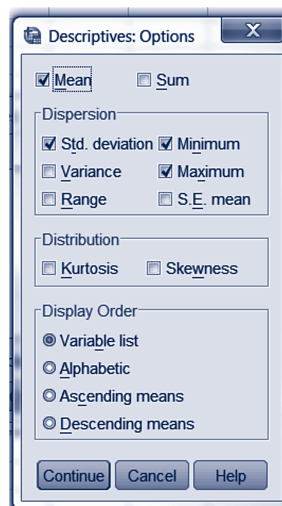 Descriptives: Options
X
Mean Sum
Dispersion
Std. deviation Minimum
Variance Maximum
Range S.E. mean
Distribution
Kurtosis Skewness
Display Order
Variable list
Alphabetic
Ascending means
Descending means
Continue Cancel Help